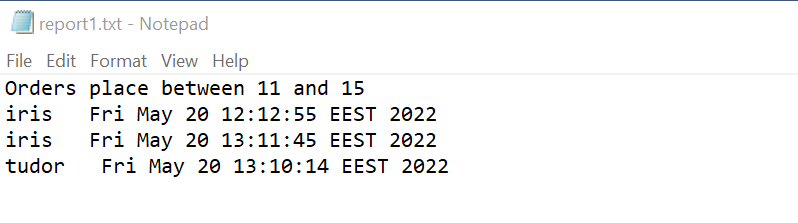 report1.txt - Notepad
File Edit Format View Help
Orders place between 11 and 15
iris   Fri May 20 12:12:55 EEST 2022
iris   Fri May 20 13:11:45 EEST 2022
tudor   Fri May 20 13:10:14 EEST 2022